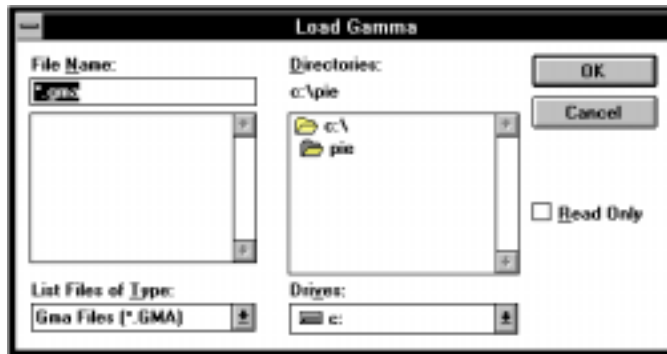 Load Gamma
File Name:
*.gma
Directories:
c:\pie
c:\
pie
OK
Cancel
Read Only
List Files of Type:
Gma Files (*.GMA)
Drives:
c: